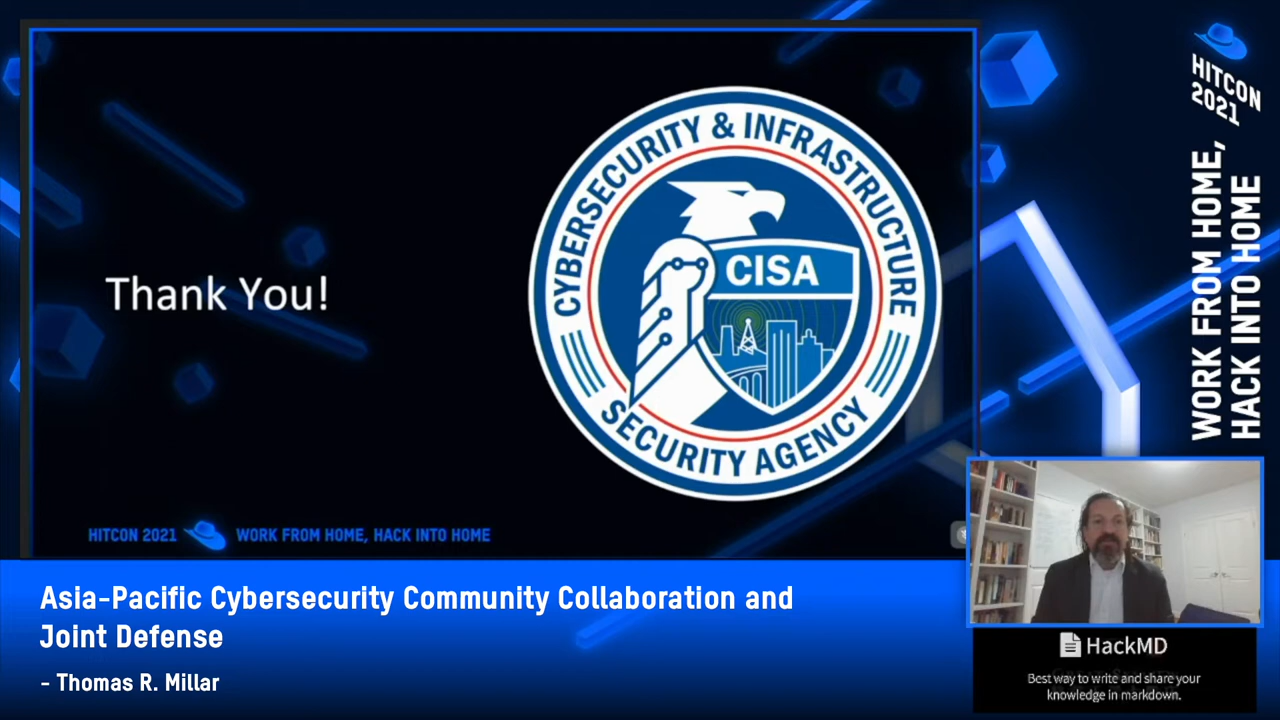 Thank You!
CYBERSECURITY & INFRASTRUCTURE
SECURITY AGENCY
CISA
HITCON 2021
WORK FROM HOME, HACK INTO HOME
HITCON
2021
WORK FROM HOME,
HACK INTO HOME
Asia-Pacific Cybersecurity Community Collaboration and
Joint Defense
- Thomas R. Millar
HackMD
Best way to write and share your
knowledge in markdown.